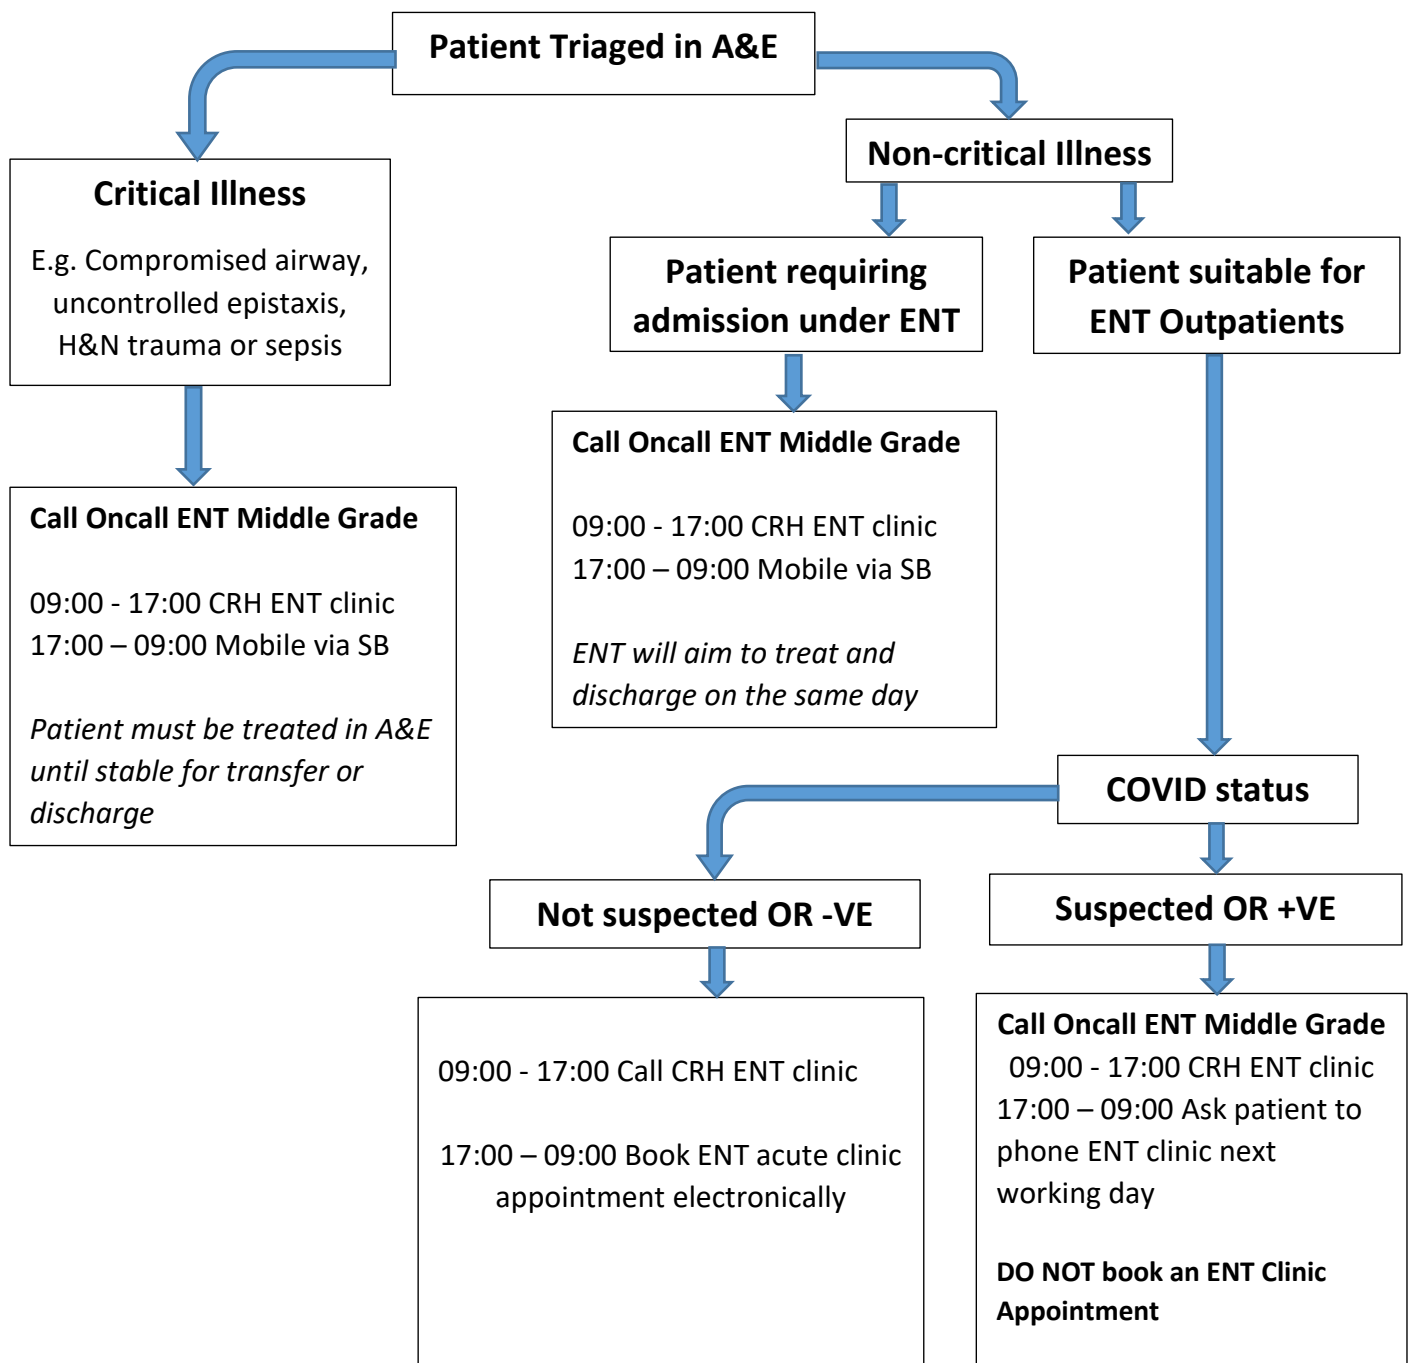 Patient Triaged in A&E
Critical Illness
E.g. Compromised airway,
uncontrolled epistaxis,
H&N trauma or sepsis
Call Oncall ENT Middle Grade
09:00 - 17:00 CRH ENT clinic
17:00 – 09:00 Mobile via SB
Patient must be treated in A&E
until stable for transfer or
discharge
Non-critical Illness
Patient requiring
admission under ENT
Call Oncall ENT Middle Grade
09:00 - 17:00 CRH ENT clinic
17:00 – 09:00 Mobile via SB
ENT will aim to treat and
discharge on the same day
Patient suitable for
ENT Outpatients
COVID status
Not suspected OR -VE
09:00 - 17:00 Call CRH ENT clinic
17:00 – 09:00 Book ENT acute clinic
appointment electronically
Suspected OR +VE
Call Oncall ENT Middle Grade
09:00 - 17:00 CRH ENT clinic
17:00 – 09:00 Ask patient to
phone ENT clinic next
working day
DO NOT book an ENT Clinic
Appointment